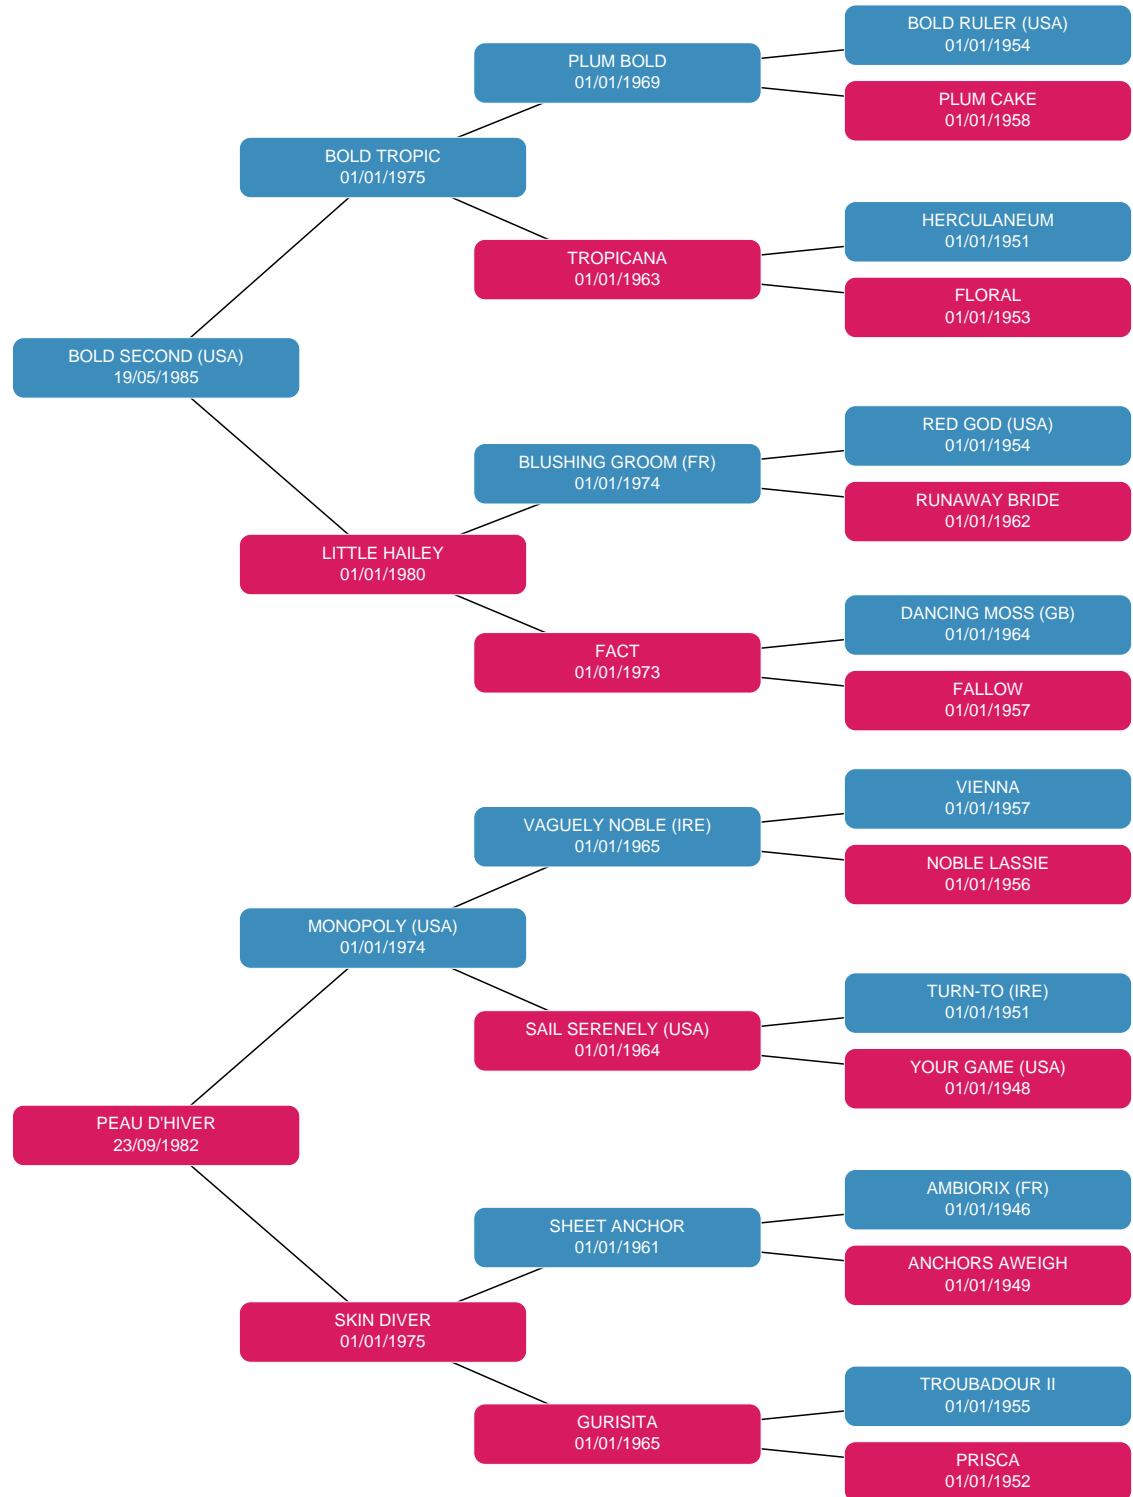 BOLD RULER (USA)
01/01/1954
PLUM BOLD
01/01/1969
PLUM CAKE
01/01/1958
BOLD TROPIC
01/01/1975
HERCULANEUM
01/01/1951
TROPICANA
01/01/1963
FLORAL
01/01/1953
BOLD SECOND (USA)
19/05/1985
RED GOD (USA)
01/01/1954
BLUSHING GROOM (FR)
01/01/1974
RUNAWAY BRIDE
01/01/1962
LITTLE HAILEY
01/01/1980
DANCING MOSS (GB)
01/01/1964
FACT
01/01/1973
FALLOW
01/01/1957
VIENNA
01/01/1957
VAGUELY NOBLE (IRE)
01/01/1965
NOBLE LASSIE
01/01/1956
MONOPOLY (USA)
01/01/1974
TURN-TO (IRE)
01/01/1951
SAIL SERENELY (USA)
01/01/1964
YOUR GAME (USA)
01/01/1948
PEAU D'HIVER
23/09/1982
AMBIORIX (FR)
01/01/1946
SHEET ANCHOR
01/01/1961
ANCHORS AWEIGH
01/01/1949
SKIN DIVER
01/01/1975
TROUBADOUR II
01/01/1955
GURISITA
01/01/1965
PRISCA
01/01/1952